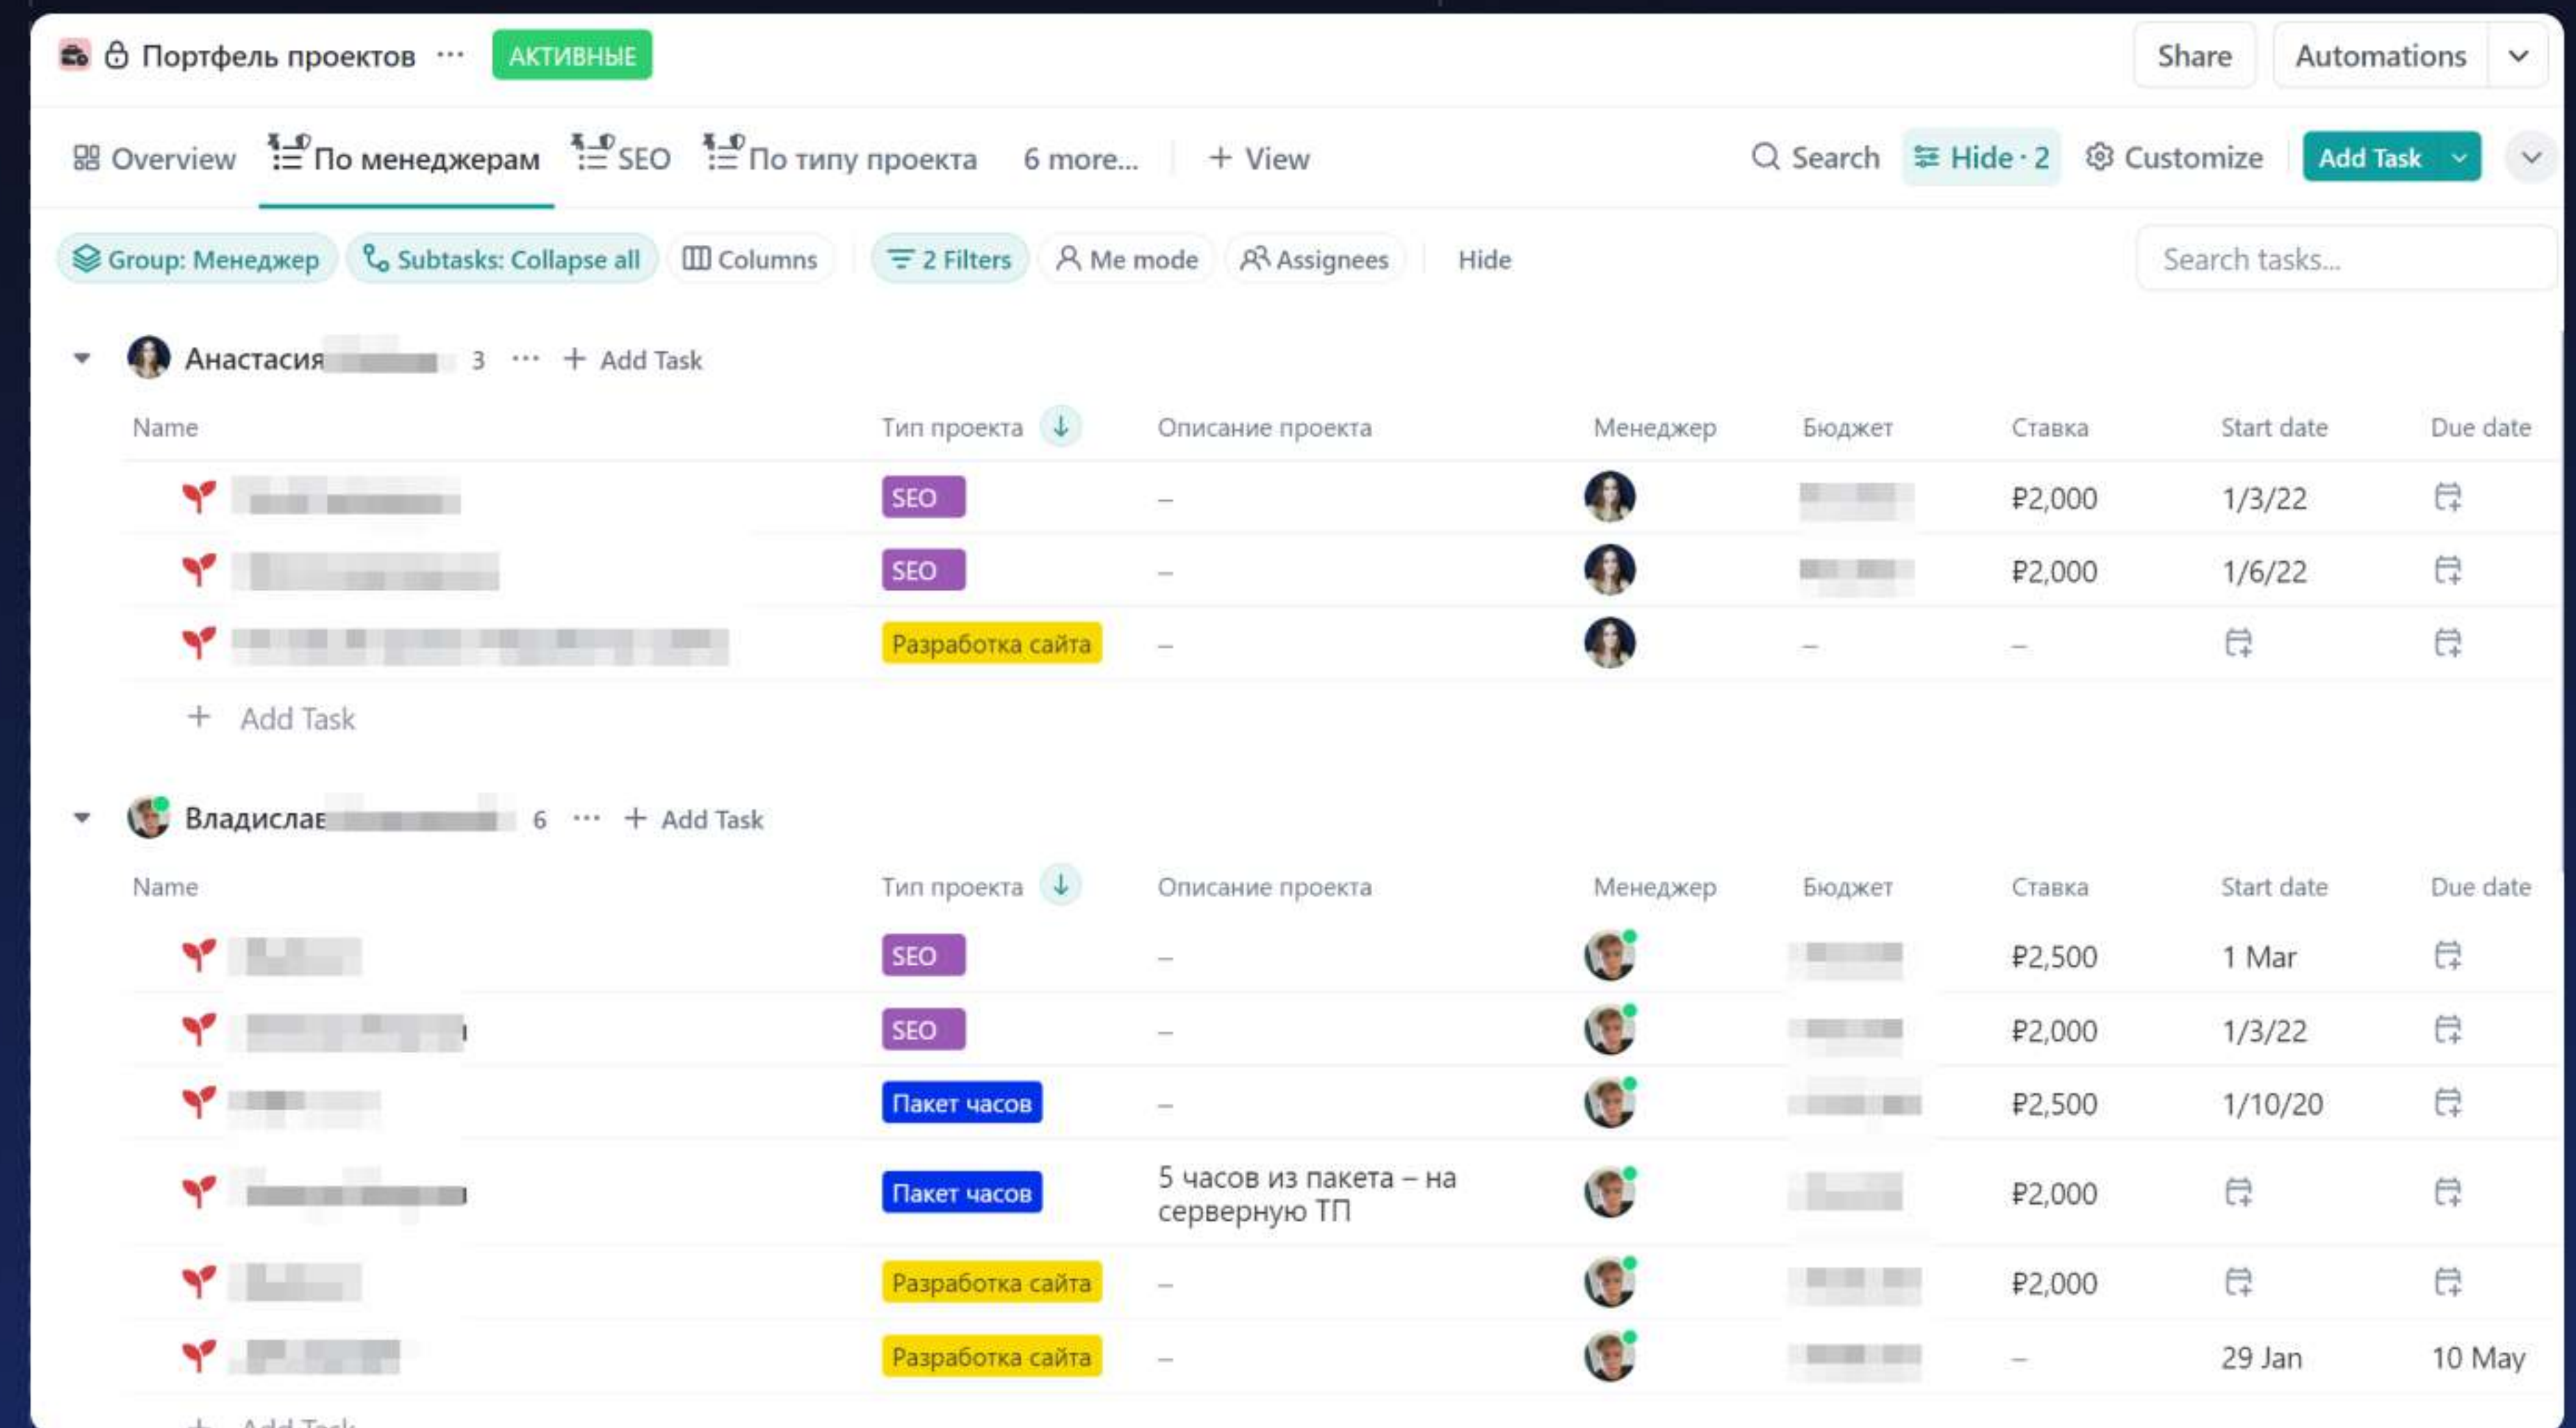 Портфель проектов ... АКТИВНЫЕ Share Automations
Overview По менеджерам SEO По типу проекта 6 more... + View Search Hide · 2 Customize Add Task
Group: Менеджер Subtasks: Collapse all Columns 2 Filters Me mode Assignees Hide Search tasks...
Анастасия 3 ... + Add Task
Name Тип проекта Описание проекта Менеджер Бюджет Ставка Start date Due date
SEO – ₽2,000 1/3/22
SEO – ₽2,000 1/6/22
Разработка сайта – – –
+ Add Task
Владислав 6 ... + Add Task
Name Тип проекта Описание проекта Менеджер Бюджет Ставка Start date Due date
SEO – ₽2,500 1 Mar
SEO – ₽2,000 1/3/22
Пакет часов – ₽2,500 1/10/20
Пакет часов 5 часов из пакета – на ₽2,000
серверную ТП
Разработка сайта – ₽2,000
Разработка сайта – – 29 Jan 10 May
+ Add Task